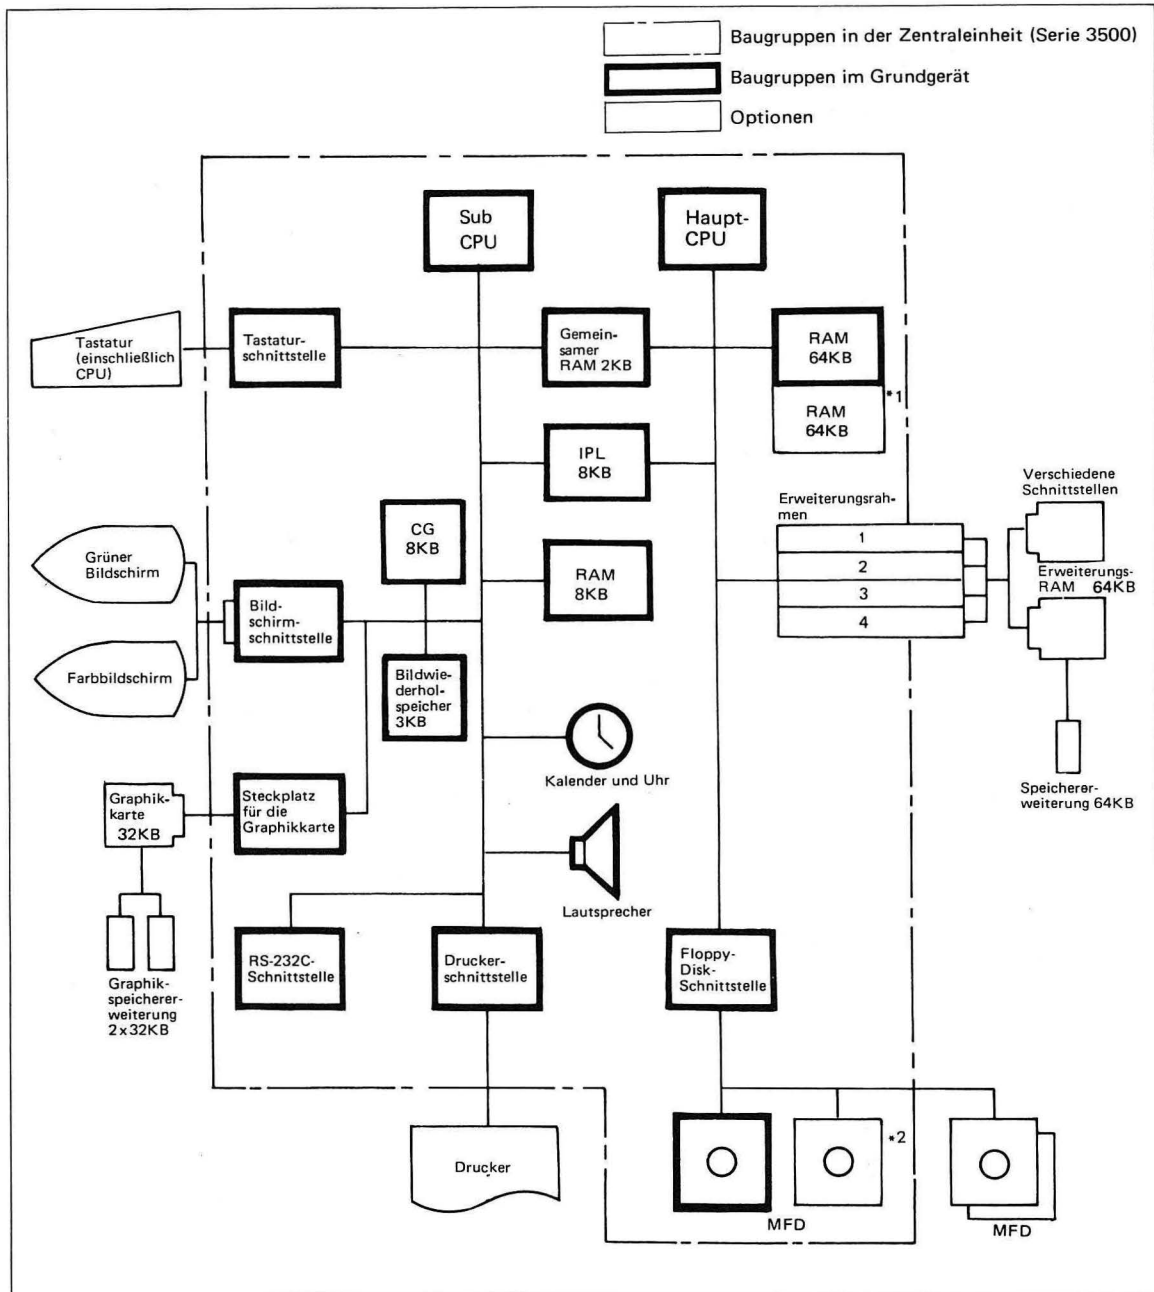 Baugruppen in der Zentraleinheit (Serie 3500)
Baugruppen im Grundgerät
Optionen
Sub
CPU
Haupt-
CPU
Tastatur
(einschließlich
CPU)
Tastatur-
schnittstelle
Gemein-
samer
RAM 2KB
RAM
64KB
*1
RAM
64KB
IPL
8KB
Verschiedene
Schnittstellen
Erweiterungsrah-
men
1
2
3
4
Erweiterungs-
RAM 64KB
CG
8KB
RAM
8KB
Grüner
Bildschirm
Bild-
schirm-
schnittstelle
Farbbildschirm
Bildwie-
derhol-
speicher
3KB
Kalender und Uhr
Speicherer-
weiterung 64KB
Graphik-
karte
32KB
Steckplatz
für die
Graphikkarte
Lautsprecher
RS-232C-
Schnittstelle
Drucker-
schnittstelle
Floppy-
Disk-
Schnittstelle
Graphik-
speicherer-
weiterung
2x32KB
Drucker
*2
MFD
MFD